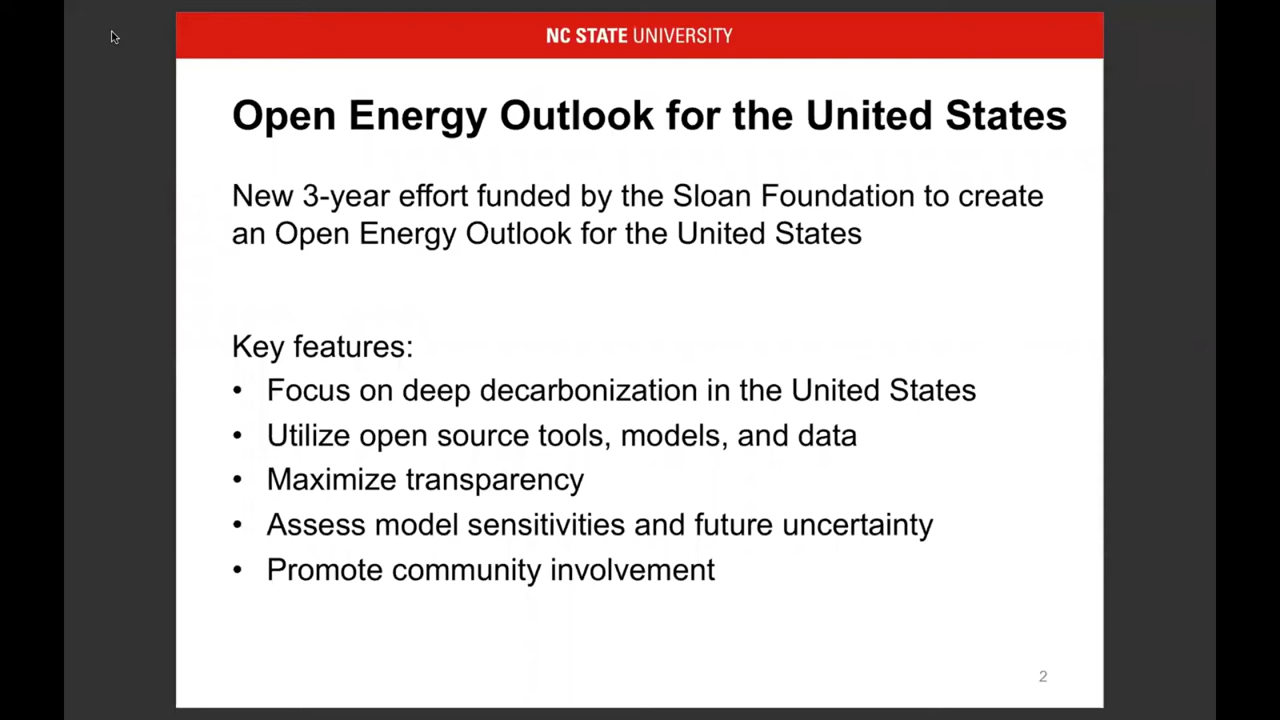 NC STATE UNIVERSITY
Open Energy Outlook for the United States
New 3-year effort funded by the Sloan Foundation to create
an Open Energy Outlook for the United States
Key features:
• Focus on deep decarbonization in the United States
• Utilize open source tools, models, and data
• Maximize transparency
• Assess model sensitivities and future uncertainty
• Promote community involvement
2